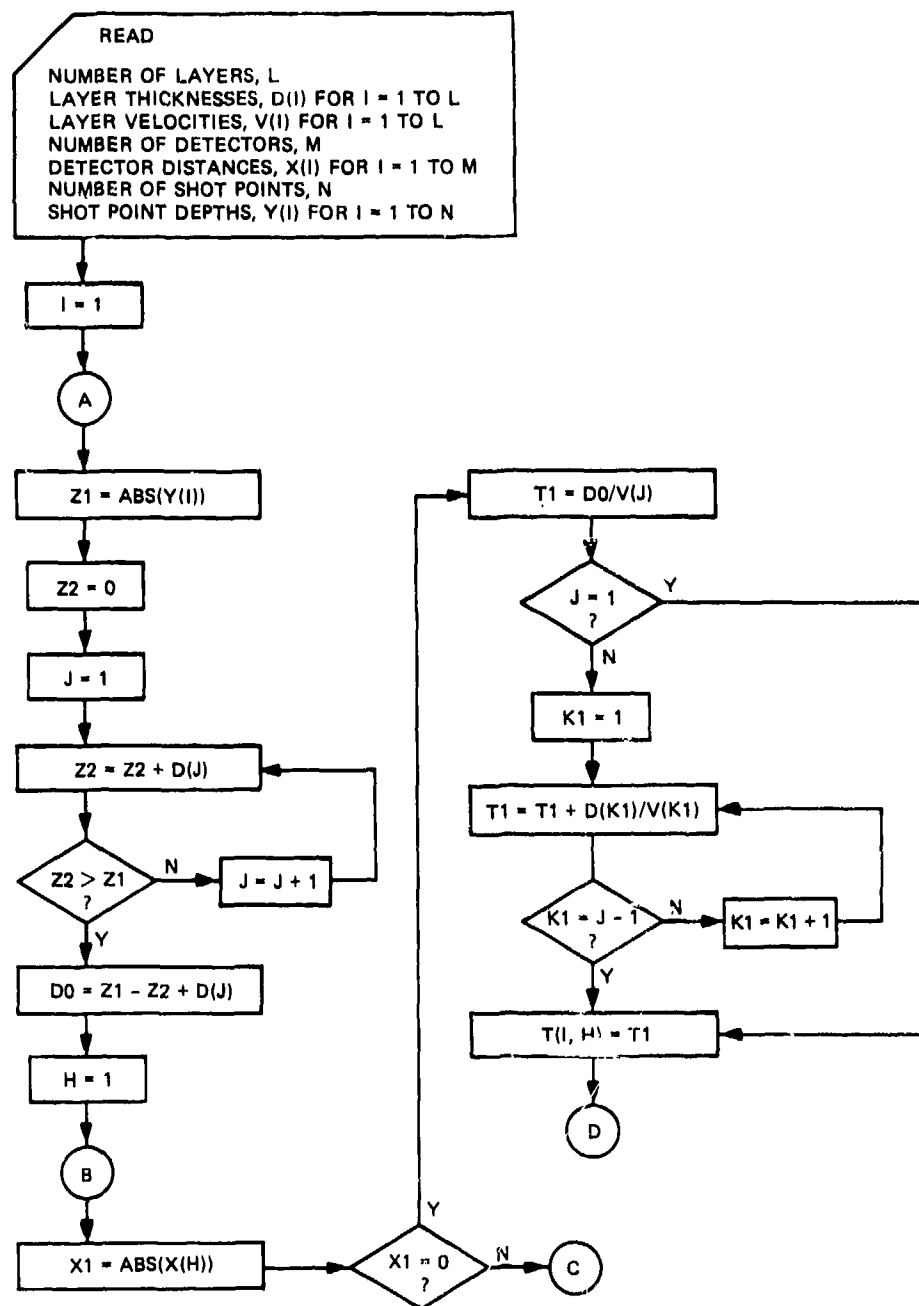 READ
NUMBER OF LAYERS, L
LAYER THICKNESSES, D(I) FOR I = 1 TO L
LAYER VELOCITIES, V(I) FOR I = 1 TO L
NUMBER OF DETECTORS, M
DETECTOR DISTANCES, X(I) FOR I = 1 TO M
NUMBER OF SHOT POINTS, N
SHOT POINT DEPTHS, Y(I) FOR I = 1 TO N
I = 1
A
Z1 = ABS(Y(I))
Z2 = 0
J = 1
Z2 = Z2 + D(J)
Z2 > Z1
?
N
J = J + 1
Y
D0 = Z1 - Z2 + D(J)
H = 1
B
X1 = ABS(X(H))
X1 = 0
?
Y
N
C
T1 = D0/V(J)
J = 1
?
Y
N
K1 = 1
T1 = T1 + D(K1)/V(K1)
K1 = J - 1
?
N
K1 = K1 + 1
Y
T(I, H) = T1
D